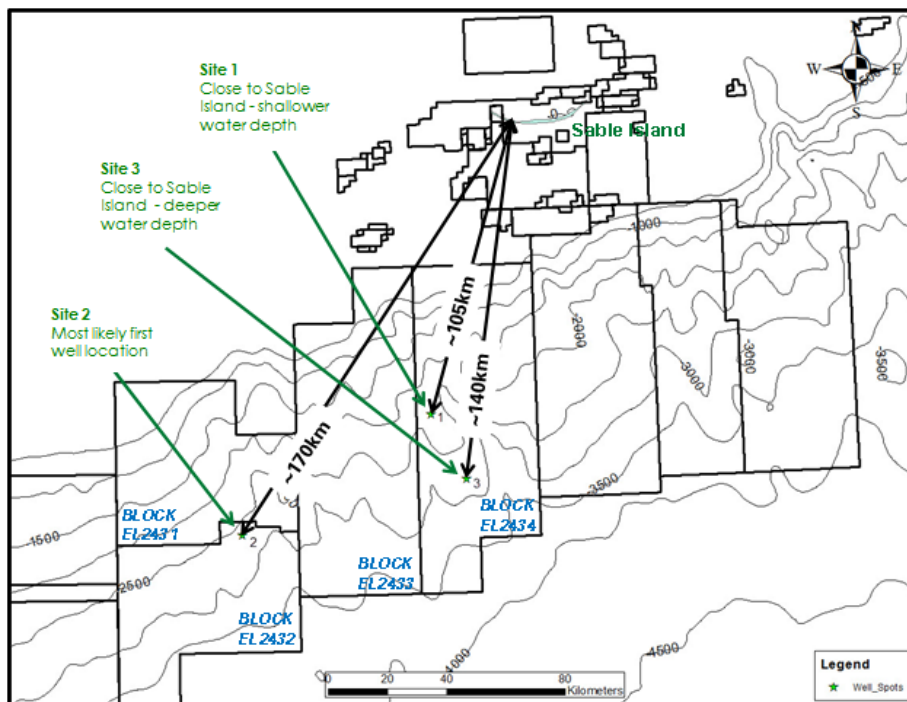 Site 1
Close to Sable
Island - shallower
water depth
Site 3
Close to Sable
Island - deeper
water depth
Site 2
Most likely first
well location
N
W
E
S
-500
-0-
Sable Island
-1000
-2000
-3000
-3000
-3500
~105km
~140km
~170km
1
3
2
-3500
BLOCK
EL2431
BLOCK
EL2434
BLOCK
EL2433
BLOCK
EL2432
-1500
-2500
-4000
-4500
0 20 40 80
Kilometers
Legend
Well_Spots